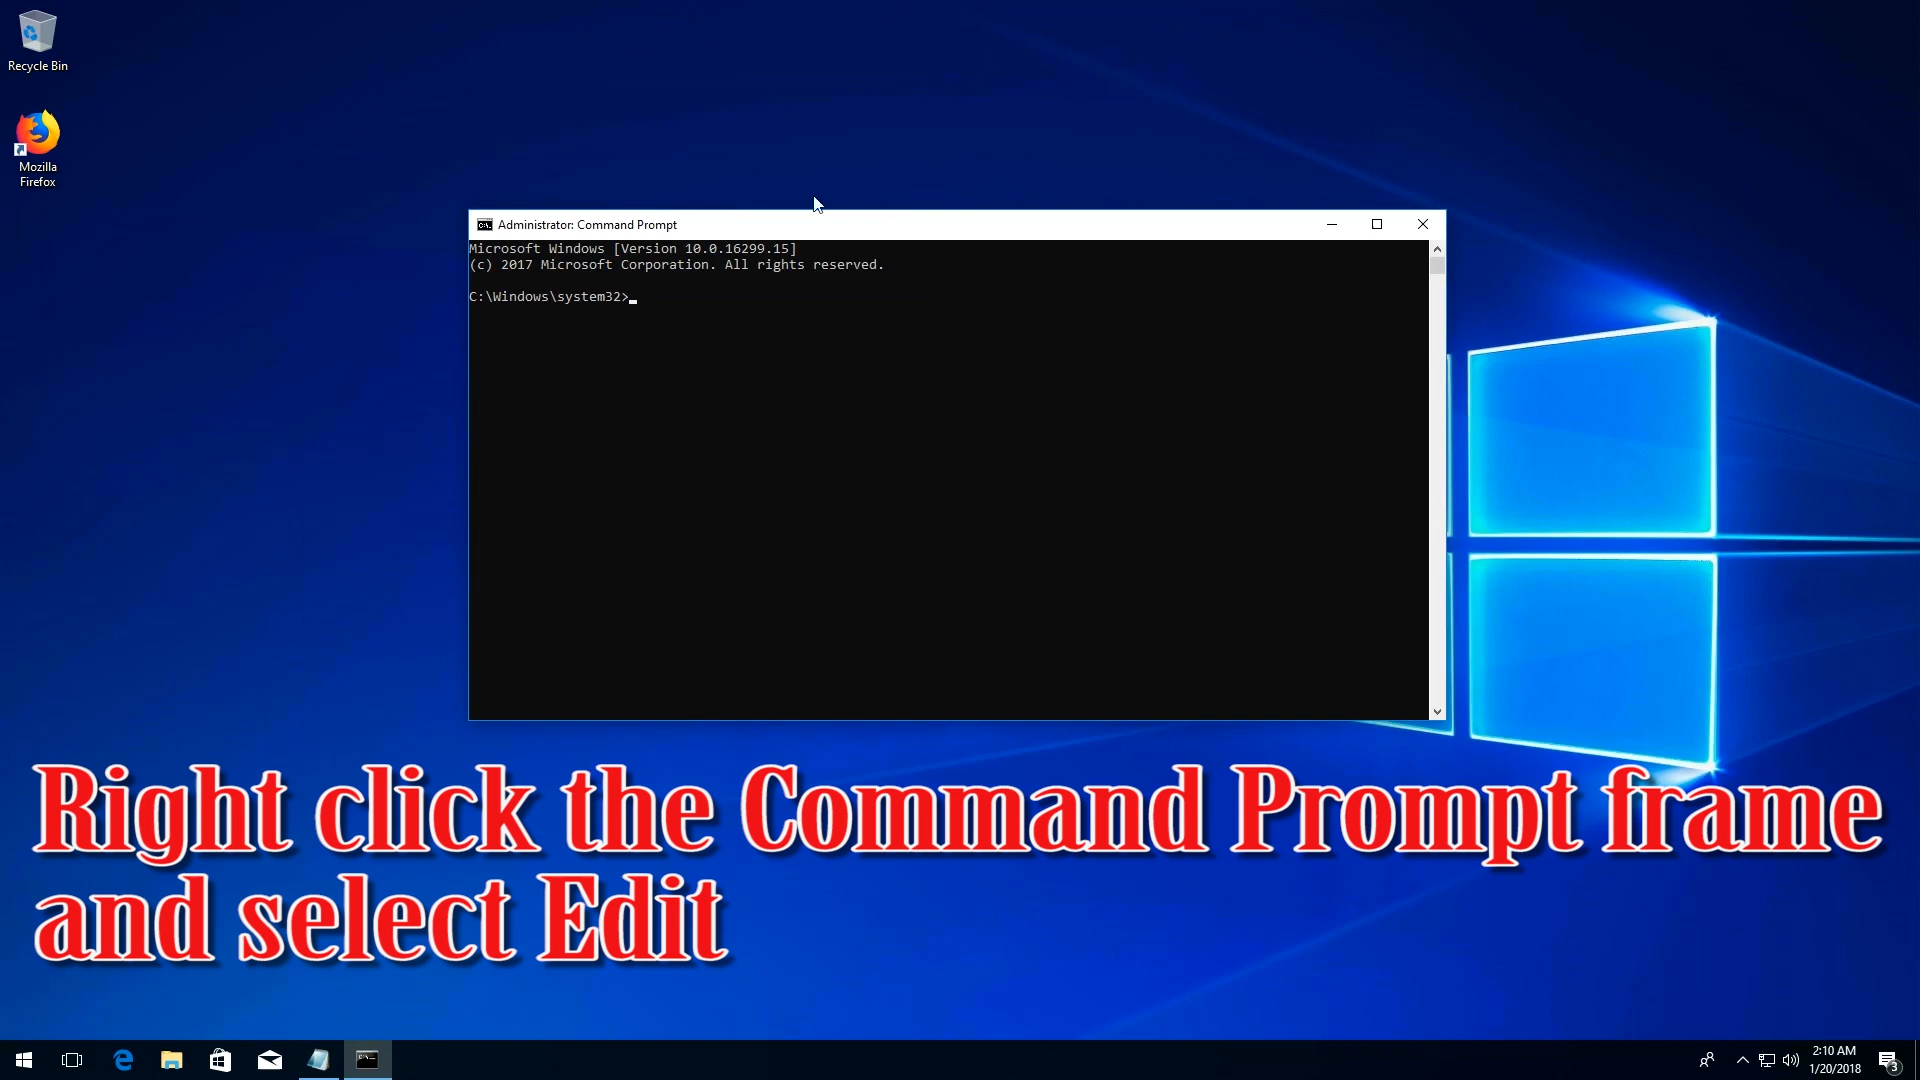 Recycle Bin
Mozilla
Firefox
Administrator: Command Prompt
Microsoft Windows [Version 10.0.16299.15]
(c) 2017 Microsoft Corporation. All rights reserved.
C:\Windows\system32>
Right click the Command Prompt frame
and select Edit
2:10 AM
1/20/2018
3